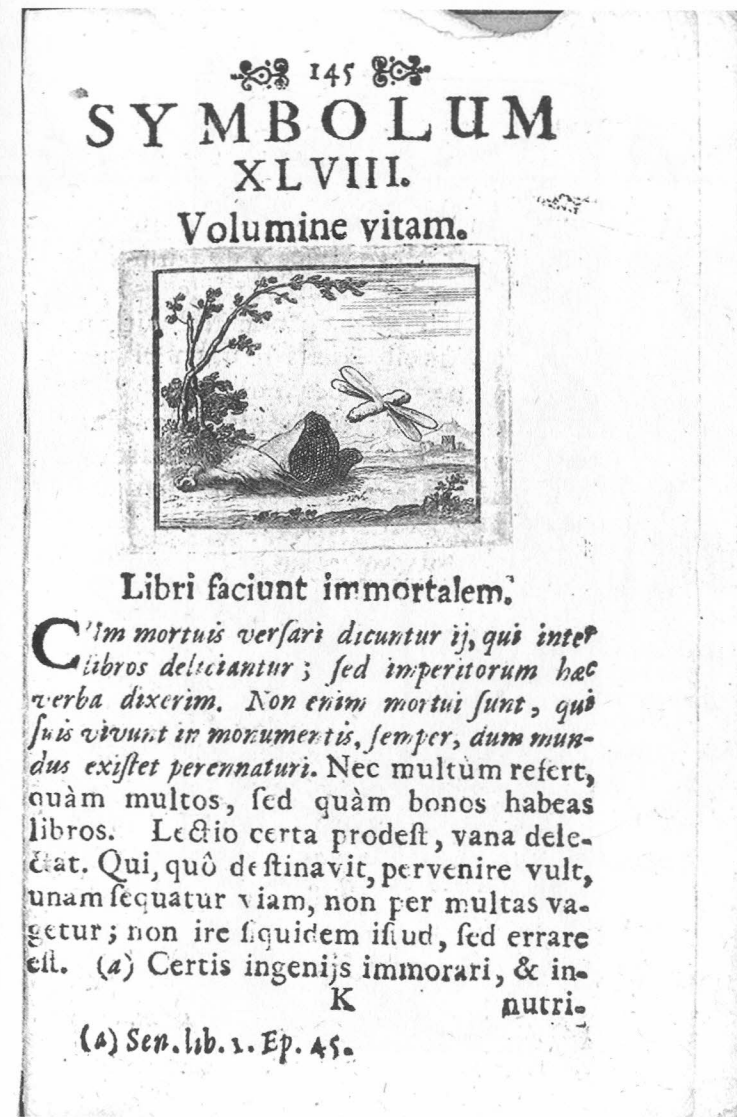 145
SYMBOLUM
XLVIII.
Volumine vitam.
Libri faciunt immortalem.
CUm mortuis versari dicuntur ij, qui inter
libros deliciantur; sed imperitorum hæc
verba dixerim. Non enim mortui sunt, qui
suis vivunt in monumentis, semper, dum mun-
dus existet perennaturi. Nec multùm refert,
quàm multos, sed quàm bonos habeas
libros. Lectio certa prodest, vana dele-
ctat. Qui, quô destinavit, pervenire vult,
unam sequatur viam, non per multas va-
getur; non ire siquidem istud, sed errare
est. (a) Certis ingenijs immorari, & in-
K nutri-
(a) Sen. lib. 1. Ep. 45.